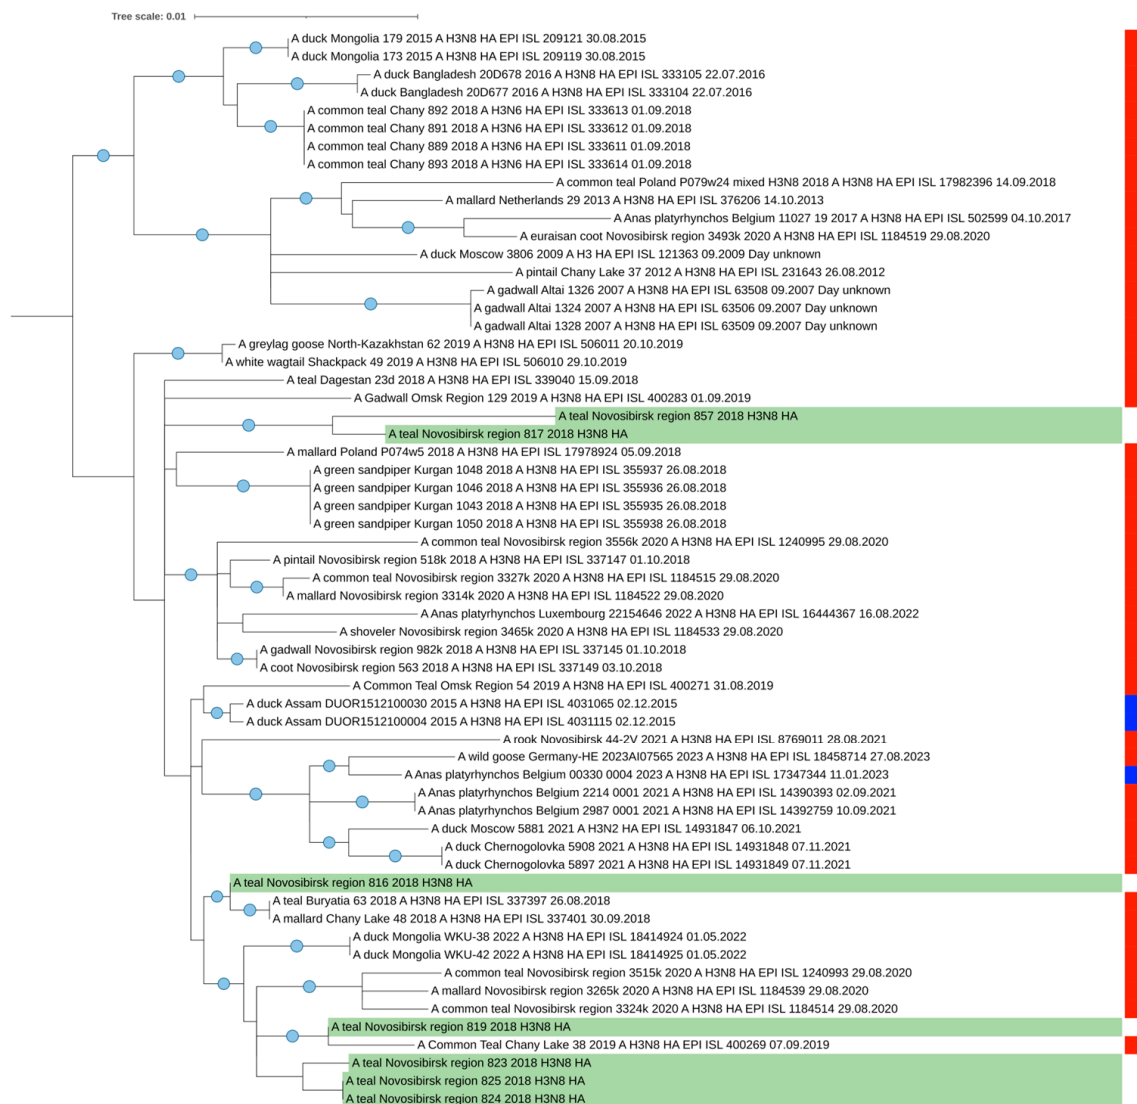 Tree scale: 0.01
A duck Mongolia 179 2015 A H3N8 HA EPI ISL 209121 30.08.2015
A duck Mongolia 173 2015 A H3N8 HA EPI ISL 209119 30.08.2015
A duck Bangladesh 20D678 2016 A H3N8 HA EPI ISL 333105 22.07.2016
A duck Bangladesh 20D677 2016 A H3N8 HA EPI ISL 333104 22.07.2016
A common teal Chany 892 2018 A H3N6 HA EPI ISL 333613 01.09.2018
A common teal Chany 891 2018 A H3N6 HA EPI ISL 333612 01.09.2018
A common teal Chany 889 2018 A H3N6 HA EPI ISL 333611 01.09.2018
A common teal Chany 893 2018 A H3N6 HA EPI ISL 333614 01.09.2018
A common teal Poland P079w24 mixed H3N8 2018 A H3N8 HA EPI ISL 17982396 14.09.2018
A mallard Netherlands 29 2013 A H3N8 HA EPI ISL 376206 14.10.2013
A Anas platyrhynchos Belgium 11027 19 2017 A H3N8 HA EPI ISL 502599 04.10.2017
A euraisan coot Novosibirsk region 3493k 2020 A H3N8 HA EPI ISL 1184519 29.08.2020
A duck Moscow 3806 2009 A H3 HA EPI ISL 121363 09.2009 Day unknown
A pintail Chany Lake 37 2012 A H3N8 HA EPI ISL 231643 26.08.2012
A gadwall Altai 1326 2007 A H3N8 HA EPI ISL 63508 09.2007 Day unknown
A gadwall Altai 1324 2007 A H3N8 HA EPI ISL 63506 09.2007 Day unknown
A gadwall Altai 1328 2007 A H3N8 HA EPI ISL 63509 09.2007 Day unknown
A greylag goose North-Kazakhstan 62 2019 A H3N8 HA EPI ISL 506011 20.10.2019
A white wagtail Shackpack 49 2019 A H3N8 HA EPI ISL 506010 29.10.2019
A teal Dagestan 23d 2018 A H3N8 HA EPI ISL 339040 15.09.2018
A Gadwall Omsk Region 129 2019 A H3N8 HA EPI ISL 400283 01.09.2019
A teal Novosibirsk region 857 2018 H3N8 HA
A teal Novosibirsk region 817 2018 H3N8 HA
A mallard Poland P074w5 2018 A H3N8 HA EPI ISL 17978924 05.09.2018
A green sandpiper Kurgan 1048 2018 A H3N8 HA EPI ISL 355937 26.08.2018
A green sandpiper Kurgan 1046 2018 A H3N8 HA EPI ISL 355936 26.08.2018
A green sandpiper Kurgan 1043 2018 A H3N8 HA EPI ISL 355935 26.08.2018
A green sandpiper Kurgan 1050 2018 A H3N8 HA EPI ISL 355938 26.08.2018
A common teal Novosibirsk region 3556k 2020 A H3N8 HA EPI ISL 1240995 29.08.2020
A pintail Novosibirsk region 518k 2018 A H3N8 HA EPI ISL 337147 01.10.2018
A common teal Novosibirsk region 3327k 2020 A H3N8 HA EPI ISL 1184515 29.08.2020
A mallard Novosibirsk region 3314k 2020 A H3N8 HA EPI ISL 1184522 29.08.2020
A Anas platyrhynchos Luxembourg 22154646 2022 A H3N8 HA EPI ISL 16444367 16.08.2022
A shoveler Novosibirsk region 3465k 2020 A H3N8 HA EPI ISL 1184533 29.08.2020
A gadwall Novosibirsk region 982k 2018 A H3N8 HA EPI ISL 337145 01.10.2018
A coot Novosibirsk region 563 2018 A H3N8 HA EPI ISL 337149 03.10.2018
A Common Teal Omsk Region 54 2019 A H3N8 HA EPI ISL 400271 31.08.2019
A duck Assam DUOR1512100030 2015 A H3N8 HA EPI ISL 4031065 02.12.2015
A duck Assam DUOR1512100004 2015 A H3N8 HA EPI ISL 4031115 02.12.2015
A rook Novosibirsk 44-2V 2021 A H3N8 HA EPI ISL 8769011 28.08.2021
A wild goose Germany-HE 2023AI07565 2023 A H3N8 HA EPI ISL 18458714 27.08.2023
A Anas platyrhynchos Belgium 00330 0004 2023 A H3N8 HA EPI ISL 17347344 11.01.2023
A Anas platyrhynchos Belgium 2214 0001 2021 A H3N8 HA EPI ISL 14390393 02.09.2021
A Anas platyrhynchos Belgium 2987 0001 2021 A H3N8 HA EPI ISL 14392759 10.09.2021
A duck Moscow 5881 2021 A H3N2 HA EPI ISL 14931847 06.10.2021
A duck Chernogolovka 5908 2021 A H3N8 HA EPI ISL 14931848 07.11.2021
A duck Chernogolovka 5897 2021 A H3N8 HA EPI ISL 14931849 07.11.2021
A teal Novosibirsk region 816 2018 H3N8 HA
A teal Buryatia 63 2018 A H3N8 HA EPI ISL 337397 26.08.2018
A mallard Chany Lake 48 2018 A H3N8 HA EPI ISL 337401 30.09.2018
A duck Mongolia WKU-38 2022 A H3N8 HA EPI ISL 18414924 01.05.2022
A duck Mongolia WKU-42 2022 A H3N8 HA EPI ISL 18414925 01.05.2022
A common teal Novosibirsk region 3515k 2020 A H3N8 HA EPI ISL 1240993 29.08.2020
A mallard Novosibirsk region 3265k 2020 A H3N8 HA EPI ISL 1184539 29.08.2020
A common teal Novosibirsk region 3324k 2020 A H3N8 HA EPI ISL 1184514 29.08.2020
A teal Novosibirsk region 819 2018 H3N8 HA
A Common Teal Chany Lake 38 2019 A H3N8 HA EPI ISL 400269 07.09.2019
A teal Novosibirsk region 823 2018 H3N8 HA
A teal Novosibirsk region 825 2018 H3N8 HA
A teal Novosibirsk region 824 2018 H3N8 HA